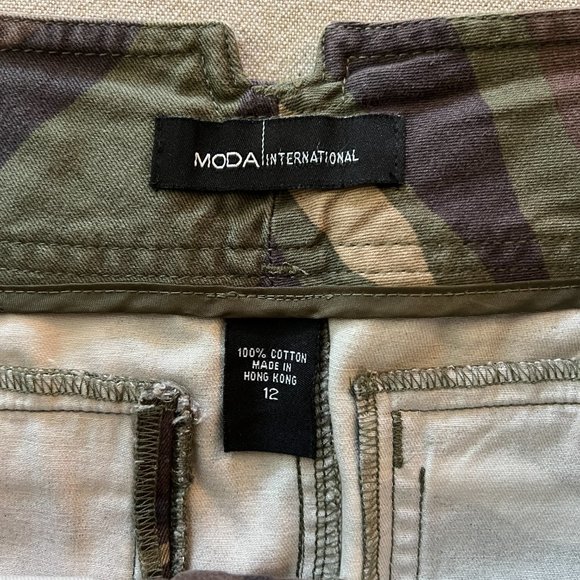 MODA INTERNATIONAL
100% COTTON
MADE IN
HONG KONG
12